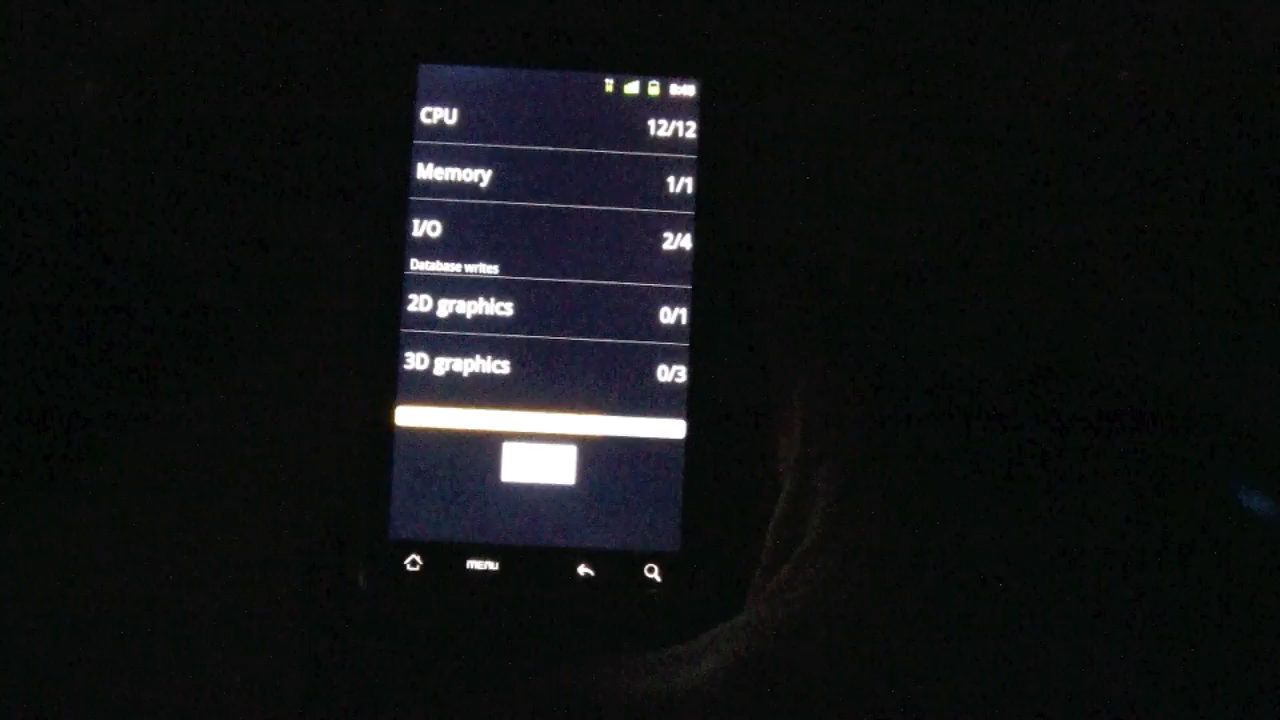 CPU
12/12
Memory
1/1
I/O
2/4
Database writes
2D graphics
0/1
3D graphics
0/3
menu